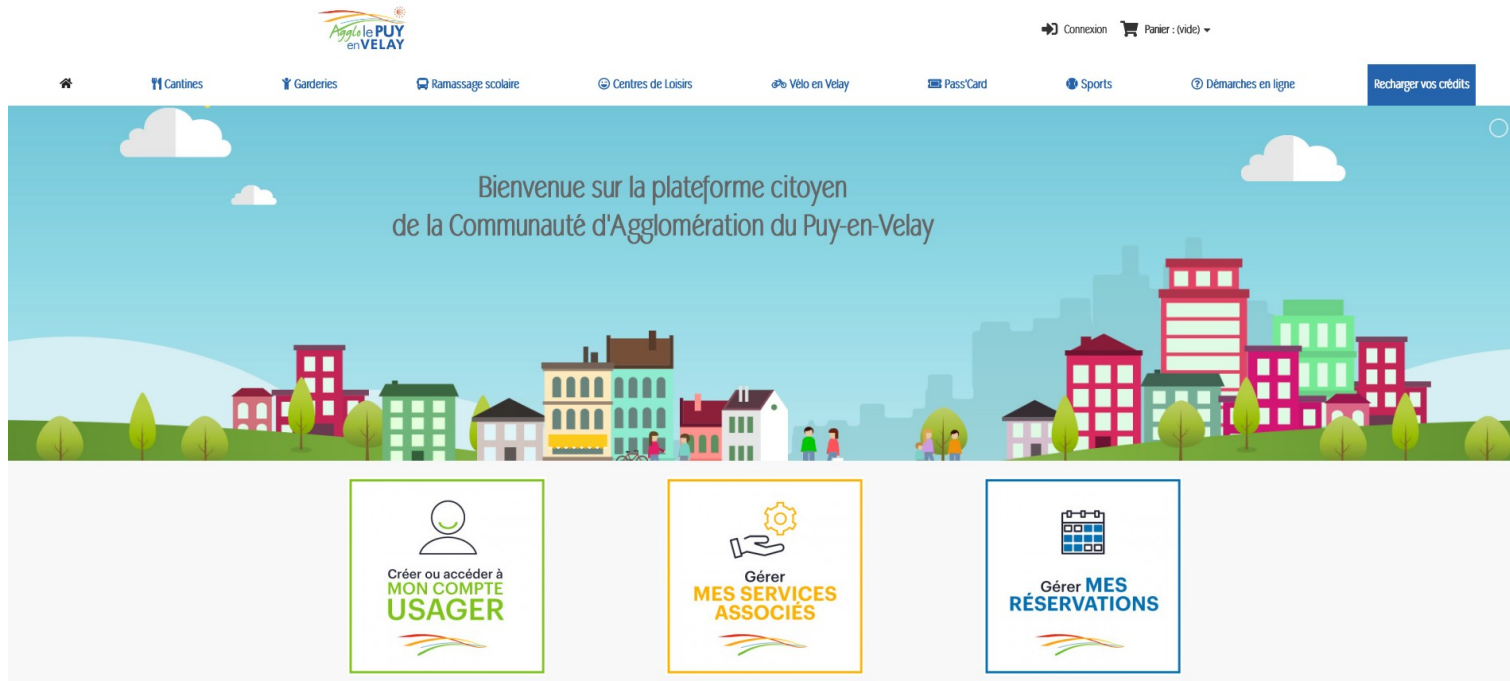 Agglo le PUY
en VELAY
Connexion
Panier : (vide)
Cantines
Garderies
Ramassage scolaire
Centres de Loisirs
Vélo en Velay
Pass'Card
Sports
Démarches en ligne
Recharger vos crédits
Bienvenue sur la plateforme citoyen
de la Communauté d'Agglomération du Puy-en-Velay
Créer ou accéder à
MON COMPTE
USAGER
Gérer
MES SERVICES
ASSOCIÉS
Gérer MES
RÉSERVATIONS